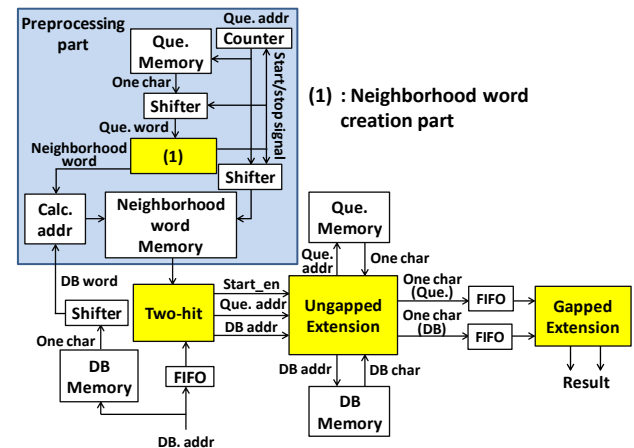 Preprocessing
part
Que. addr
Counter
Que.
Memory
One char
Shifter
Start/stop signal
Que. word
Neighborhood
word
(1)
Shifter
(1) : Neighborhood word
creation part
Calc.
addr
Neighborhood
word
Memory
Que.
Memory
Que.
addr
One char
DB word
Start_en
Que. addr
DB addr
Two-hit
Ungapped
Extension
One char
(Que.)
FIFO
One char
(DB)
FIFO
Gapped
Extension
Shifter
One char
DB
Memory
FIFO
DB addr
DB char
DB
Memory
Result
DB. addr